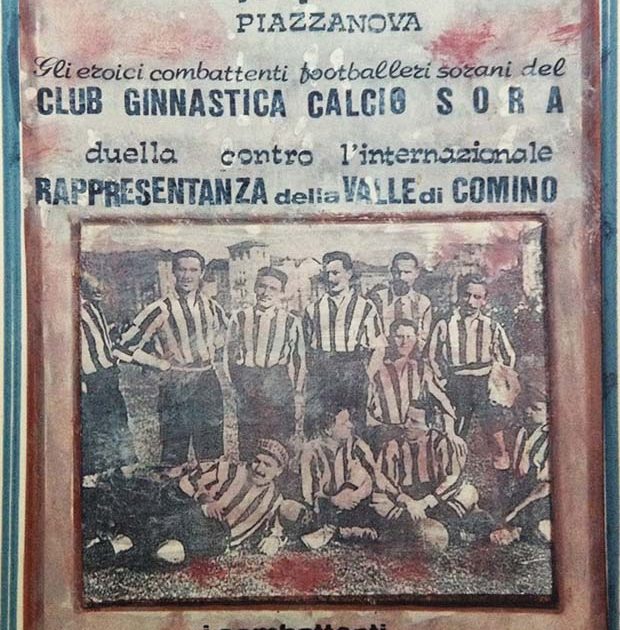 PIAZZANOVA
Gli eroici combattenti footballeri sorani del
CLUB GINNASTICA CALCIO SORA
duella contro l'internazionale
RAPPRESENTANZA della VALLE di COMINO
i combattenti